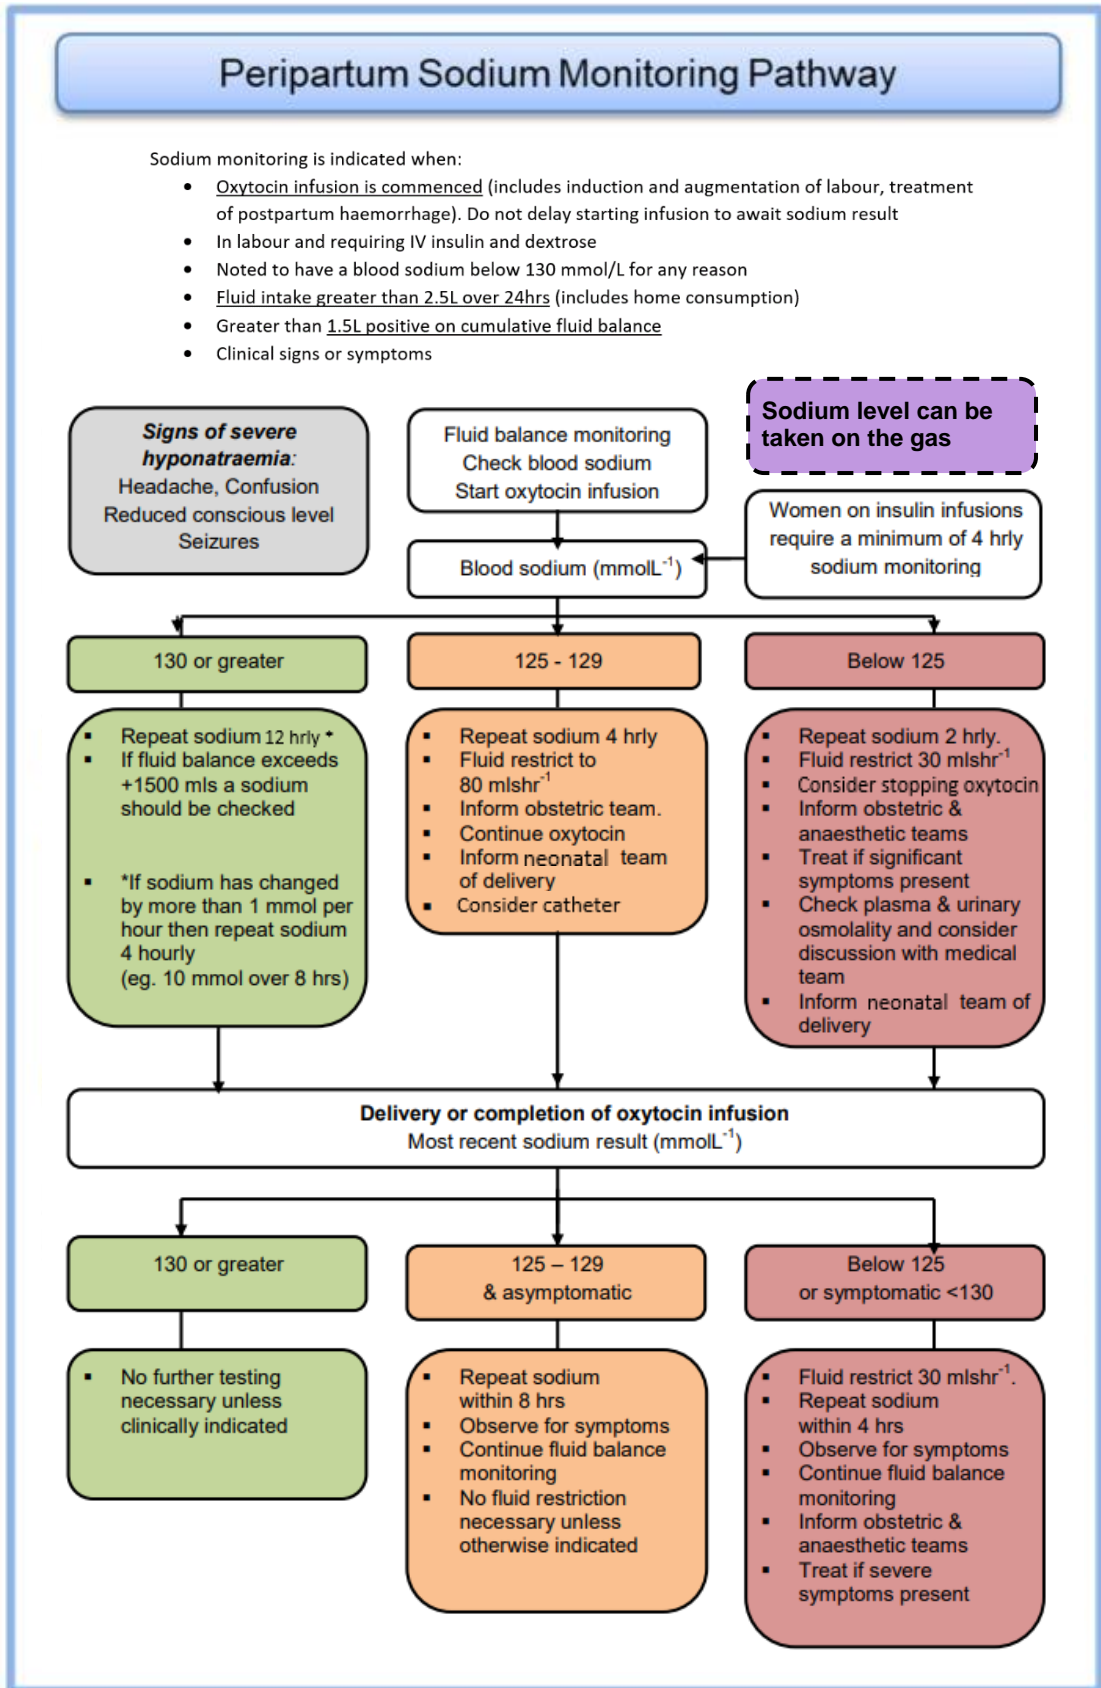 Peripartum Sodium Monitoring Pathway
Sodium monitoring is indicated when:
• Oxytocin infusion is commenced (includes induction and augmentation of labour, treatment
of postpartum haemorrhage). Do not delay starting infusion to await sodium result
• In labour and requiring IV insulin and dextrose
• Noted to have a blood sodium below 130 mmol/L for any reason
• Fluid intake greater than 2.5L over 24hrs (includes home consumption)
• Greater than 1.5L positive on cumulative fluid balance
• Clinical signs or symptoms
Signs of severe
hyponatraemia:
Headache, Confusion
Reduced conscious level
Seizures
Fluid balance monitoring
Check blood sodium
Start oxytocin infusion
Sodium level can be
taken on the gas
Women on insulin infusions
require a minimum of 4 hrly
sodium monitoring
Blood sodium (mmolL⁻¹)
130 or greater
▪ Repeat sodium 12 hrly *
▪ If fluid balance exceeds
+1500 mls a sodium
should be checked
▪ *If sodium has changed
by more than 1 mmol per
hour then repeat sodium
4 hourly
(eg. 10 mmol over 8 hrs)
125 - 129
▪ Repeat sodium 4 hrly
▪ Fluid restrict to
80 mlshr⁻¹
▪ Inform obstetric team.
▪ Continue oxytocin
▪ Inform neonatal team
of delivery
▪ Consider catheter
Below 125
▪ Repeat sodium 2 hrly.
▪ Fluid restrict 30 mlshr⁻¹
▪ Consider stopping oxytocin
▪ Inform obstetric &
anaesthetic teams
▪ Treat if significant
symptoms present
▪ Check plasma & urinary
osmolality and consider
discussion with medical
team
▪ Inform neonatal team of
delivery
Delivery or completion of oxytocin infusion
Most recent sodium result (mmolL⁻¹)
130 or greater
▪ No further testing
necessary unless
clinically indicated
125 – 129
& asymptomatic
▪ Repeat sodium
within 8 hrs
▪ Observe for symptoms
▪ Continue fluid balance
monitoring
▪ No fluid restriction
necessary unless
otherwise indicated
Below 125
or symptomatic <130
▪ Fluid restrict 30 mlshr⁻¹.
▪ Repeat sodium
within 4 hrs
▪ Observe for symptoms
▪ Continue fluid balance
monitoring
▪ Inform obstetric &
anaesthetic teams
▪ Treat if severe
symptoms present